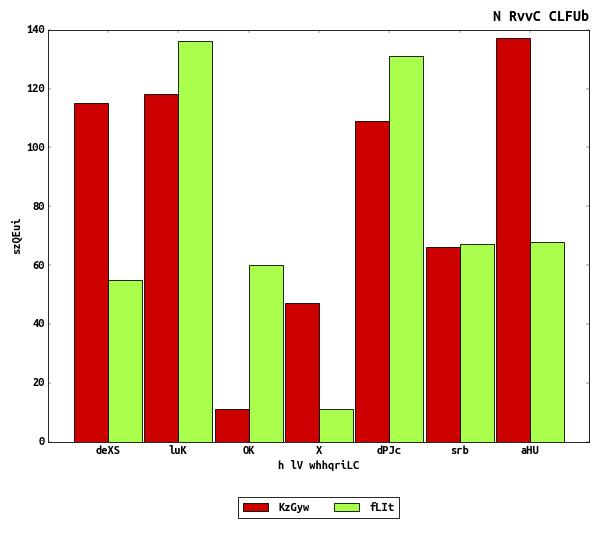 N RvvC CLFUb
140
120
100
80
60
40
20
0
szQEui
deXS luK OK X dPJc srb aHU
h lV whhqriLC
KzGyw fLIt